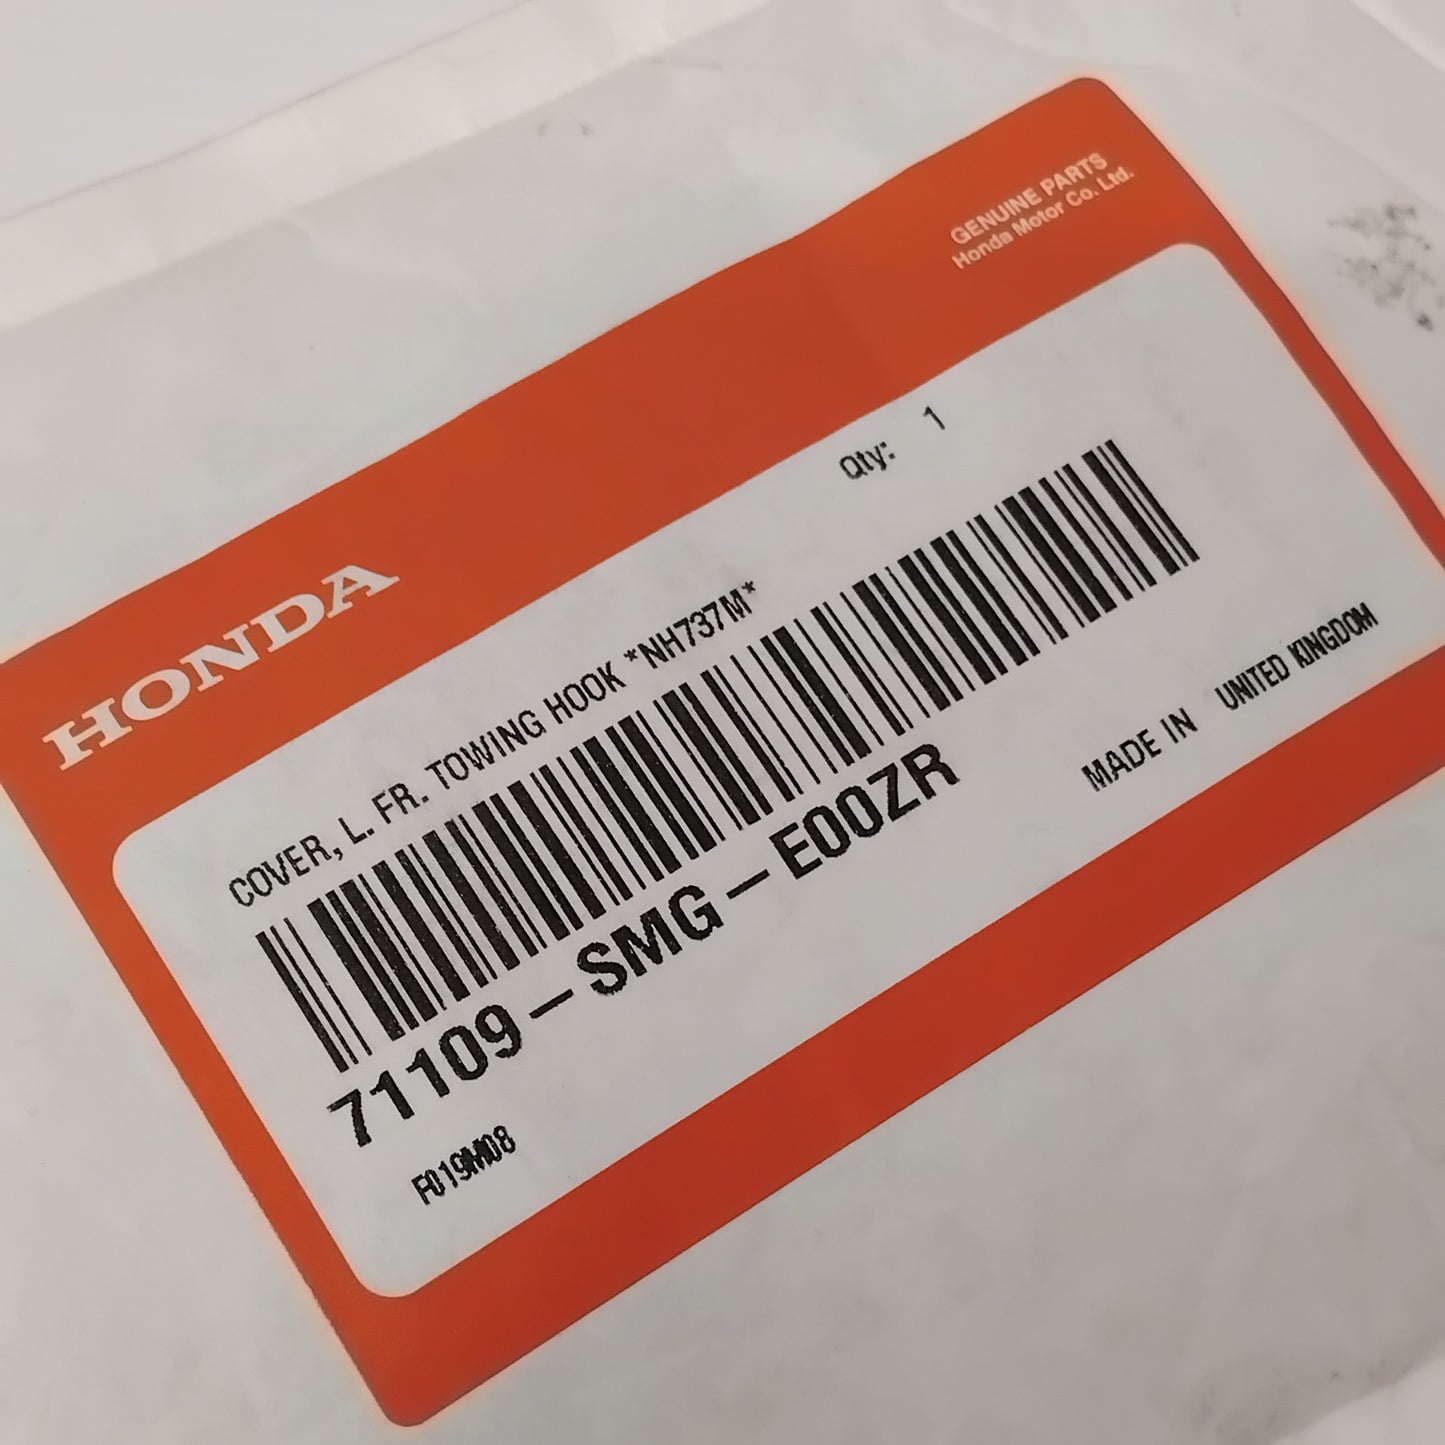 GENUINE PARTS
Honda Motor Co. Ltd.
HONDA
Qty: 1
COVER, L. FR. TOWING HOOK *NH737M*
71109-SMG-E00ZR
MADE IN UNITED KINGDOM
F019MI08